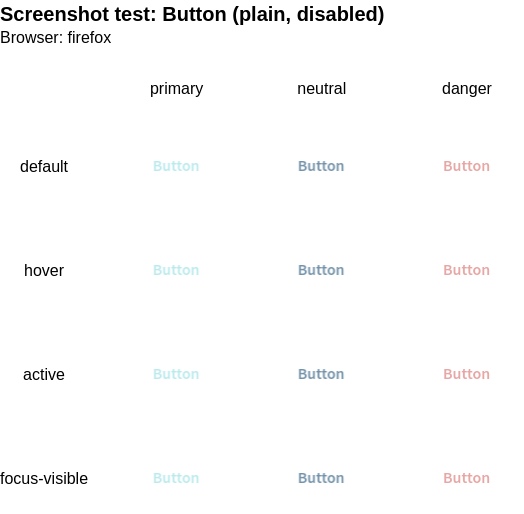 Screenshot test: Button (plain, disabled)
Browser: firefox
primary neutral danger
default Button Button Button
hover Button Button Button
active Button Button Button
focus-visible Button Button Button